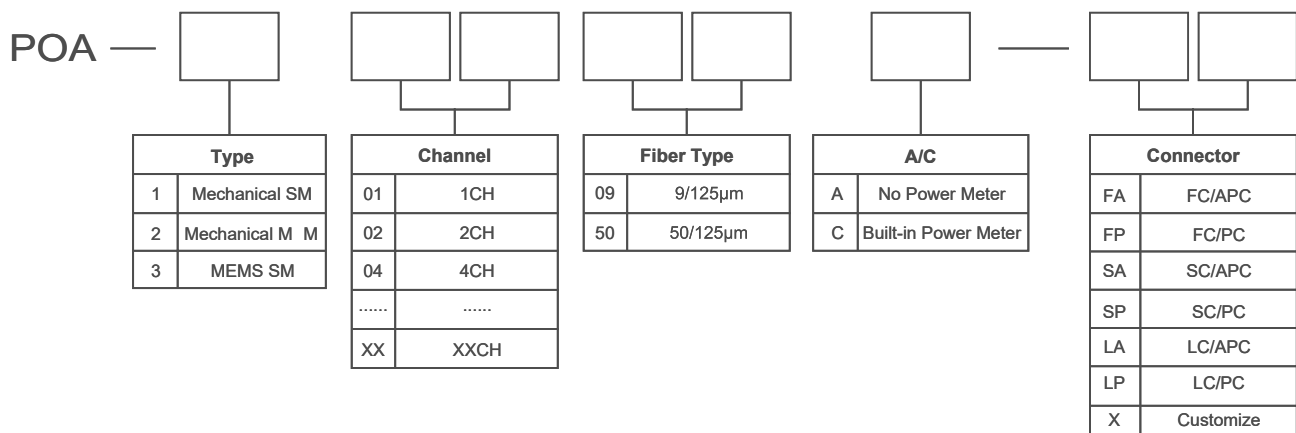 POA
Type
1 Mechanical SM
2 Mechanical M M
3 MEMS SM
Channel
01 1CH
02 2CH
04 4CH
...... ......
XX XXCH
Fiber Type
09 9/125μm
50 50/125μm
A/C
A No Power Meter
C Built-in Power Meter
Connector
FA FC/APC
FP FC/PC
SA SC/APC
SP SC/PC
LA LC/APC
LP LC/PC
X Customize